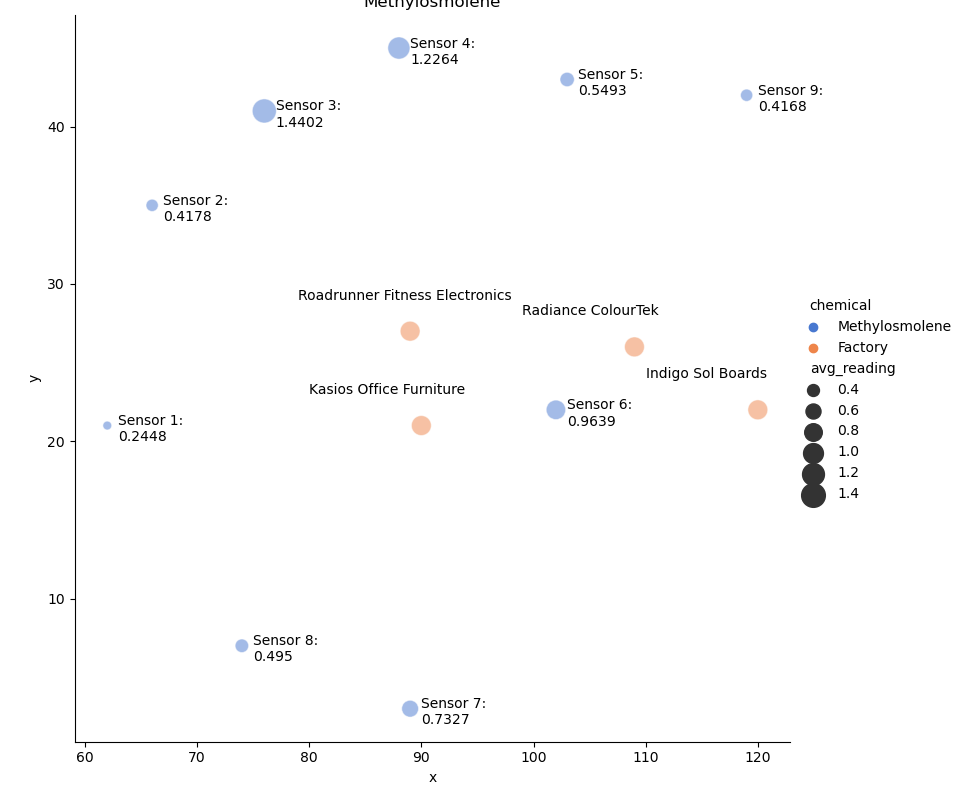 Methylosmolene
Sensor 4:
1.2264
Sensor 5:
0.5493
Sensor 9:
0.4168
Sensor 3:
1.4402
40
Sensor 2:
0.4178
30
Roadrunner Fitness Electronics
Radiance ColourTek
Indigo Sol Boards
Kasios Office Furniture
Sensor 6:
0.9639
Sensor 1:
0.2448
20
y
10
Sensor 8:
0.495
Sensor 7:
0.7327
60 70 80 90 100 110 120
x
chemical
Methylosmolene
Factory
avg_reading
0.4
0.6
0.8
1.0
1.2
1.4